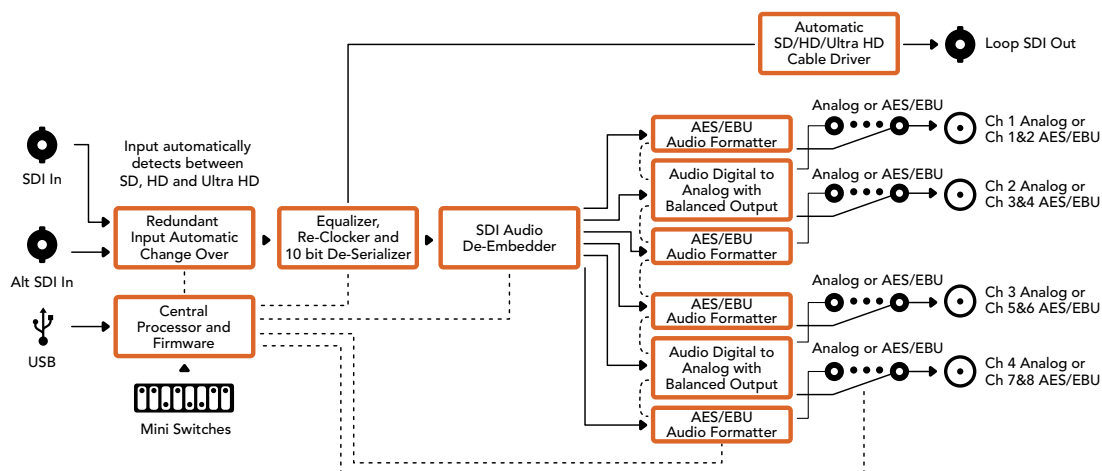 Automatic
SD/HD/Ultra HD
Cable Driver
Loop SDI Out
SDI In
Input automatically
detects between
SD, HD and Ultra HD
Alt SDI In
Redundant
Input Automatic
Change Over
Equalizer,
Re-Clocker and
10 bit De-Serializer
SDI Audio
De-Embedder
USB
Central
Processor and
Firmware
Mini Switches
AES/EBU
Audio Formatter
Audio Digital to
Analog with
Balanced Output
AES/EBU
Audio Formatter
AES/EBU
Audio Formatter
Audio Digital to
Analog with
Balanced Output
AES/EBU
Audio Formatter
Analog or AES/EBU
Ch 1 Analog or
Ch 1&2 AES/EBU
Analog or AES/EBU
Ch 2 Analog or
Ch 3&4 AES/EBU
Analog or AES/EBU
Ch 3 Analog or
Ch 5&6 AES/EBU
Analog or AES/EBU
Ch 4 Analog or
Ch 7&8 AES/EBU